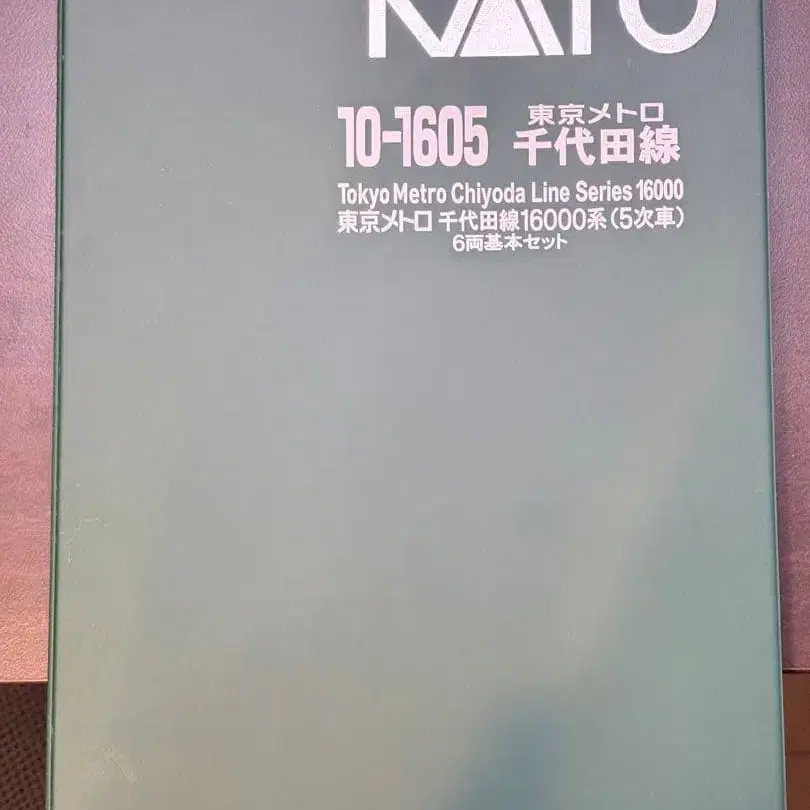 KATO
10-1605 東京メトロ
千代田線
Tokyo Metro Chiyoda Line Series 16000
東京メトロ 千代田線16000系(5次車)
6両基本セット